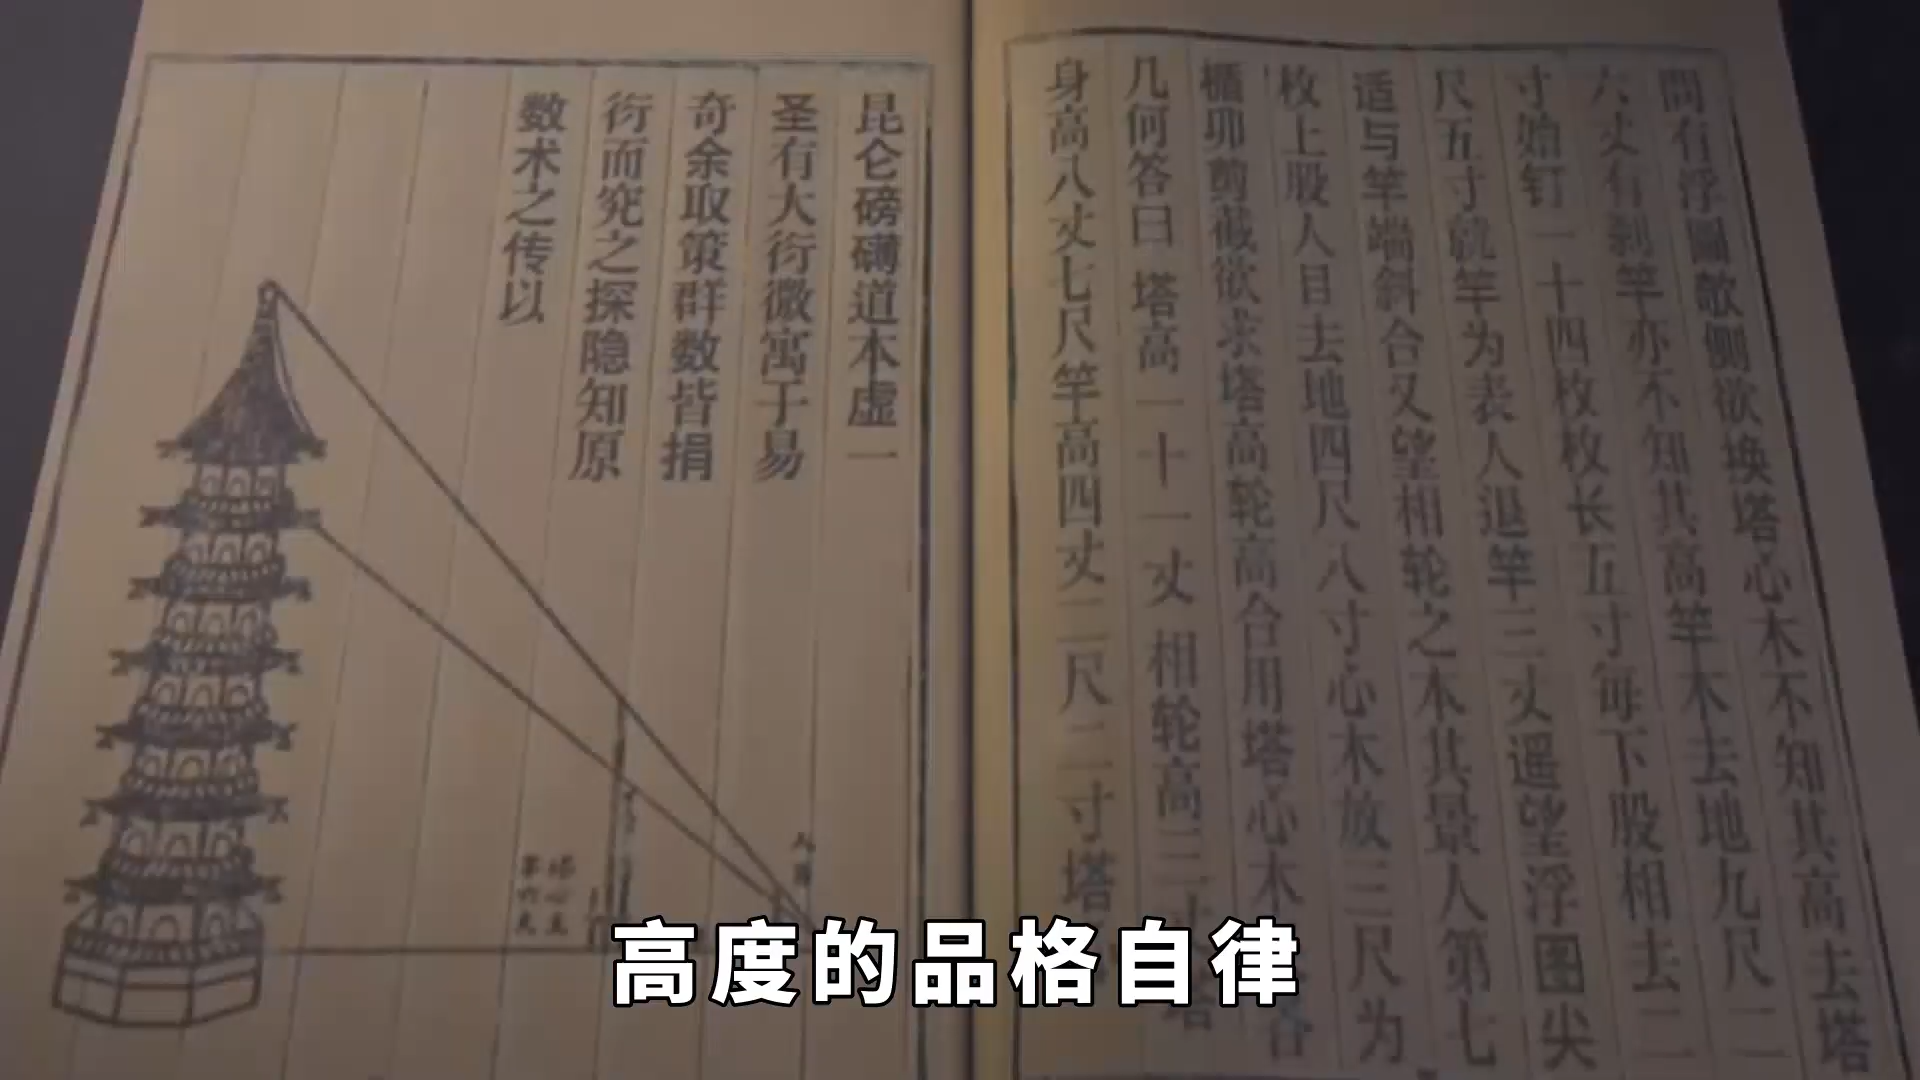 問有浮圖欹側欲换塔心木不知其高去塔
六丈有刹竿亦不知其高竿木去地九尺二
寸始钉一十四枚枚长五寸每下股相去二
尺五寸就竿为表人退竿三丈遥望浮图尖
适与竿端斜合又望相轮之本其景人第七
枚上股人目去地四尺八寸心木放三尺为
楯卯剪截欲求塔高轮高合用塔心木
几何答曰 塔高一十一丈 相轮高三丈 塔
身高八丈七尺竿高四丈二尺二寸塔
昆仑磅礴道本虚一
圣有大衍微寓于易
奇余取策群数皆捐
衍而究之探隐知原
数术之传以
高度的品格自律